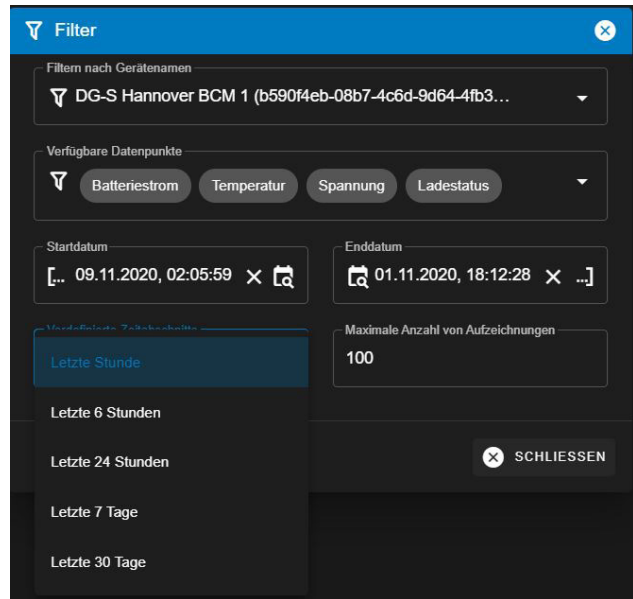 Filter
Filtern nach Gerätenamen
DG-S Hannover BCM 1 (b590f4eb-08b7-4c6d-9d64-4fb3...
Verfügbare Datenpunkte
Batteriestrom Temperatur Spannung Ladestatus
Startdatum Enddatum
[... 09.11.2020, 02:05:59 01.11.2020, 18:12:28 ...]
Vordefinierte Zeitabschnitte Maximale Anzahl von Aufzeichnungen
Letzte Stunde 100
Letzte 6 Stunden
Letzte 24 Stunden
SCHLIESSEN
Letzte 7 Tage
Letzte 30 Tage